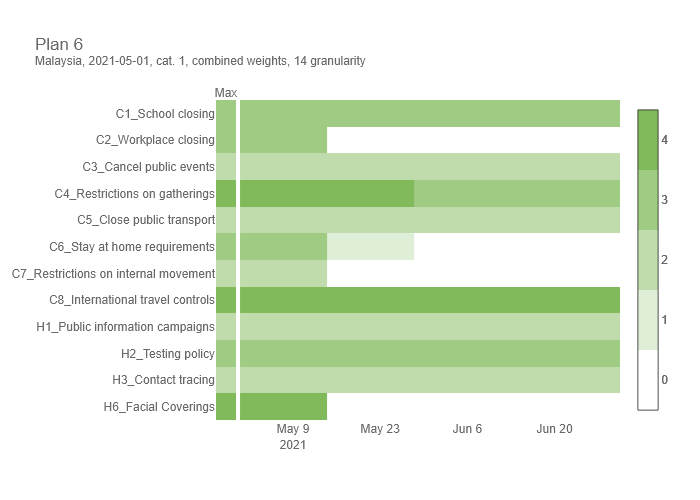 Plan 6
Malaysia, 2021-05-01, cat. 1, combined weights, 14 granularity
Max
C1_School closing
C2_Workplace closing
C3_Cancel public events
C4_Restrictions on gatherings
C5_Close public transport
C6_Stay at home requirements
C7_Restrictions on internal movement
C8_International travel controls
H1_Public information campaigns
H2_Testing policy
H3_Contact tracing
H6_Facial Coverings
May 9
2021
May 23
Jun 6
Jun 20
4
3
2
1
0